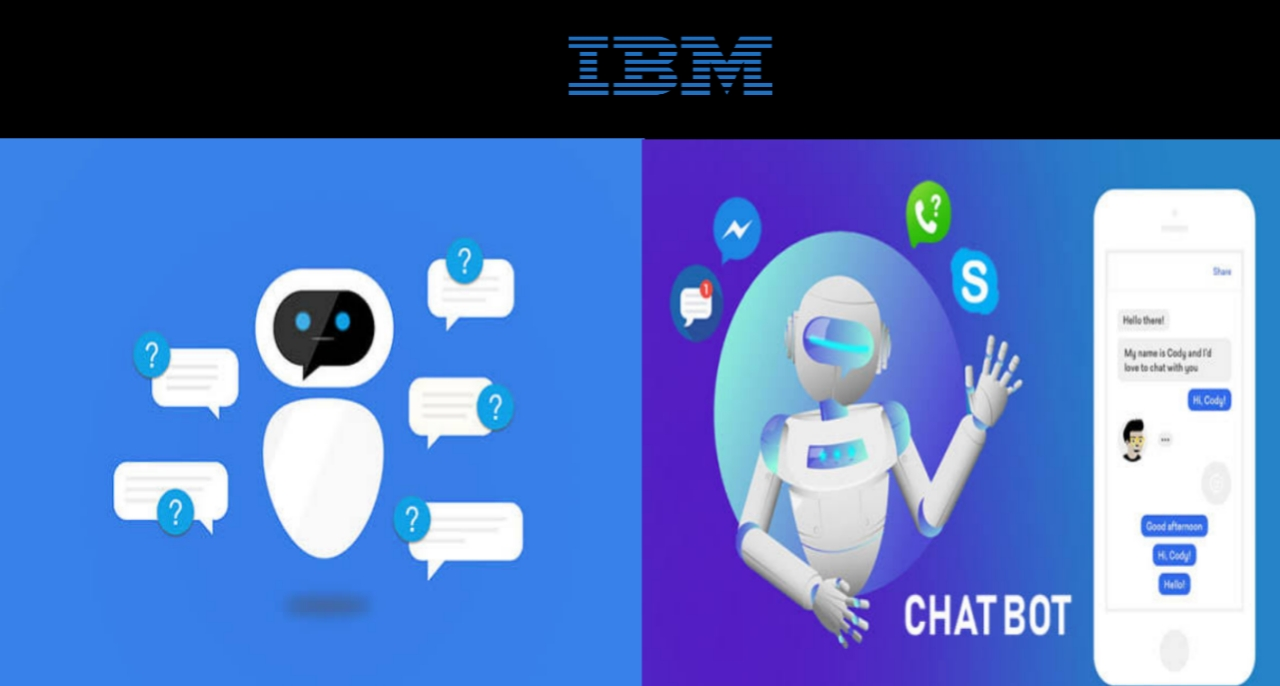 IBM
?
?
?
?
?
?
1
S
Share
Hello there!
My name is Cody and I'd
love to chat with you
Hi, Cody!
Good afternoon
Hi, Cody!
Hello!
CHAT BOT